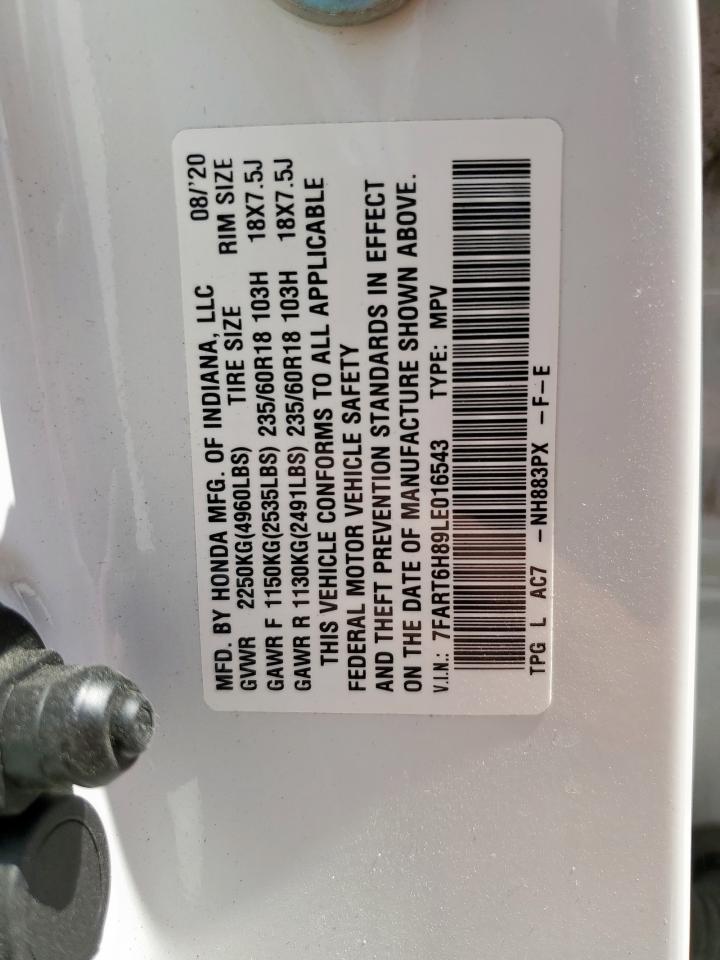 MFD. BY HONDA MFG. OF INDIANA, LLC 08/'20
GVWR 2250KG(4960LBS) TIRE SIZE RIM SIZE
GAWR F 1150KG(2535LBS) 235/60R18 103H 18X7.5J
GAWR R 1130KG(2491LBS) 235/60R18 103H 18X7.5J
THIS VEHICLE CONFORMS TO ALL APPLICABLE
FEDERAL MOTOR VEHICLE SAFETY
AND THEFT PREVENTION STANDARDS IN EFFECT
ON THE DATE OF MANUFACTURE SHOWN ABOVE.
V.I.N.: 7FART6H89LE016543 TYPE: MPV
TPG L AC7 -NH883PX -F-E